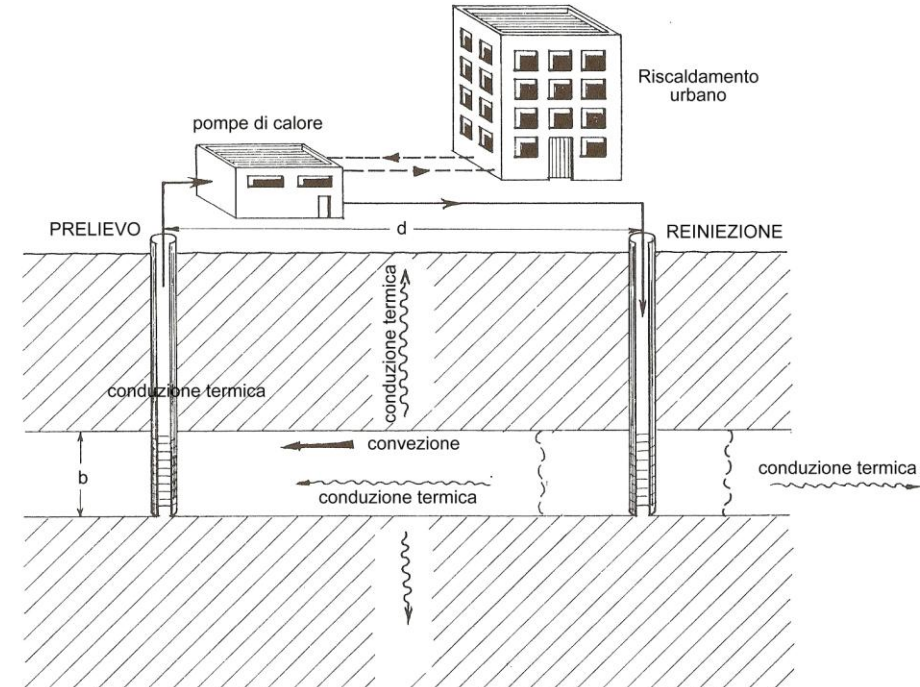 Riscaldamento
urbano
pompe di calore
PRELIEVO
d
REINIEZIONE
conduzione termica
conduzione termica
convezione
b
conduzione termica
conduzione termica